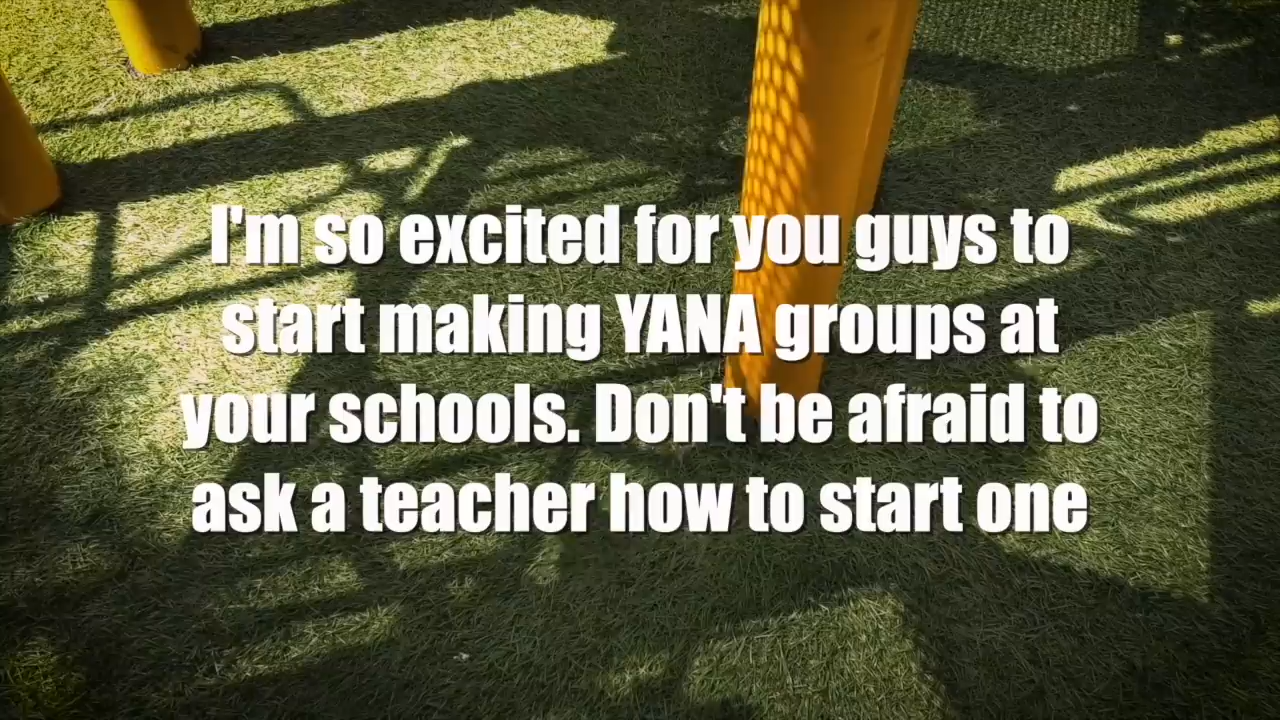 I'm so excited for you guys to
start making YANA groups at
your schools. Don't be afraid to
ask a teacher how to start one